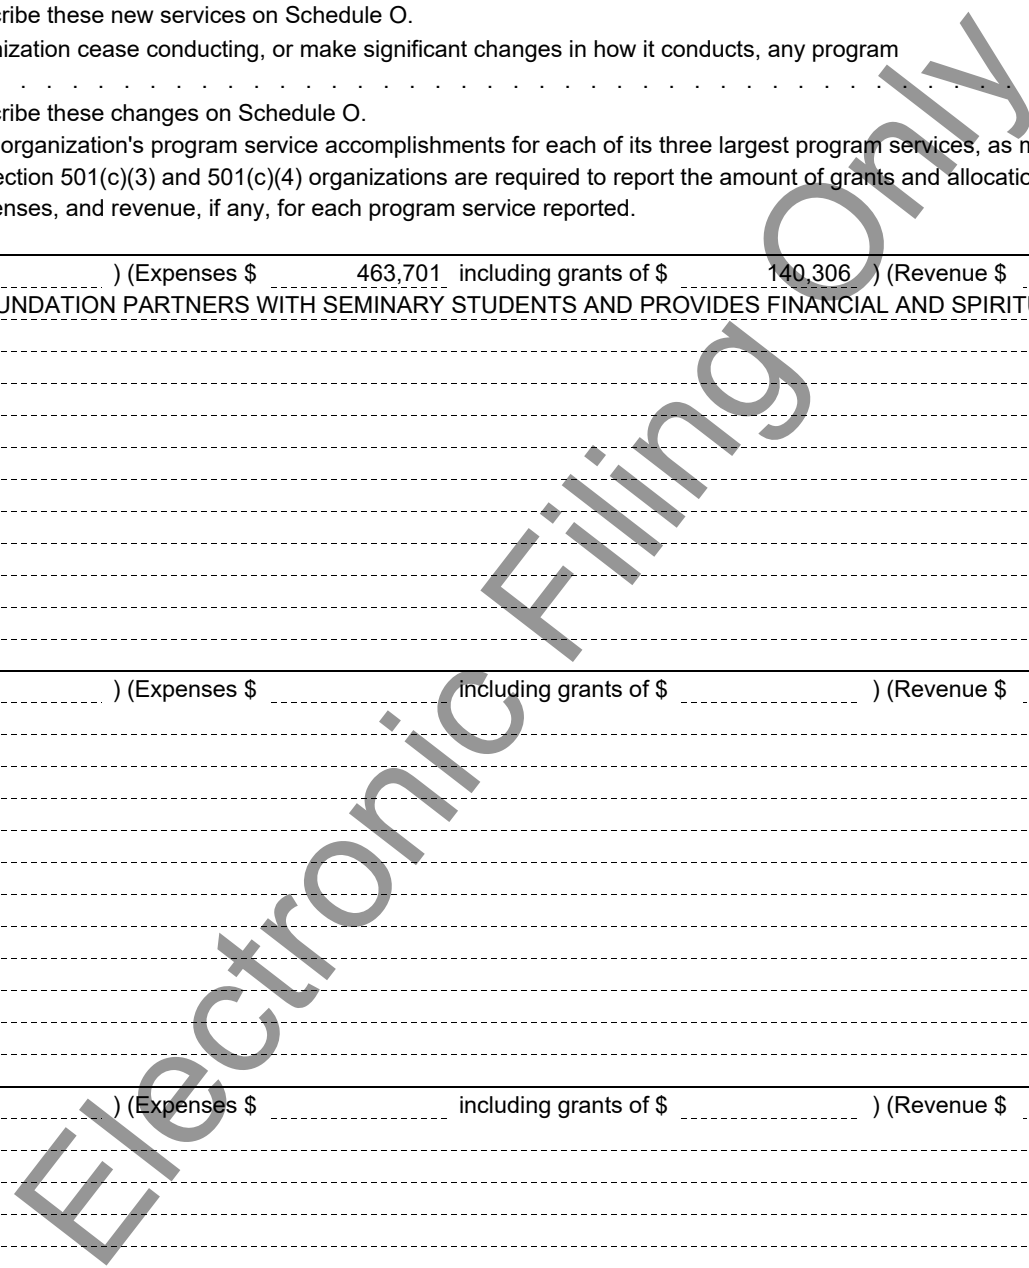 cribe these new services on Schedule O.
nization cease conducting, or make significant changes in how it conducts, any program
. . . . . . . . . . . . . . . . . . . . . . . . . . . . . . . . . . . . . . .
cribe these changes on Schedule O.
organization's program service accomplishments for each of its three largest program services, as m
ection 501(c)(3) and 501(c)(4) organizations are required to report the amount of grants and allocatio
enses, and revenue, if any, for each program service reported.
) (Expenses $ 463,701 including grants of $ 140,306 ) (Revenue $
UNDATION PARTNERS WITH SEMINARY STUDENTS AND PROVIDES FINANCIAL AND SPIRITU
) (Expenses $ including grants of $ ) (Revenue $
) (Expenses $ including grants of $ ) (Revenue $
Electronic Filing Only